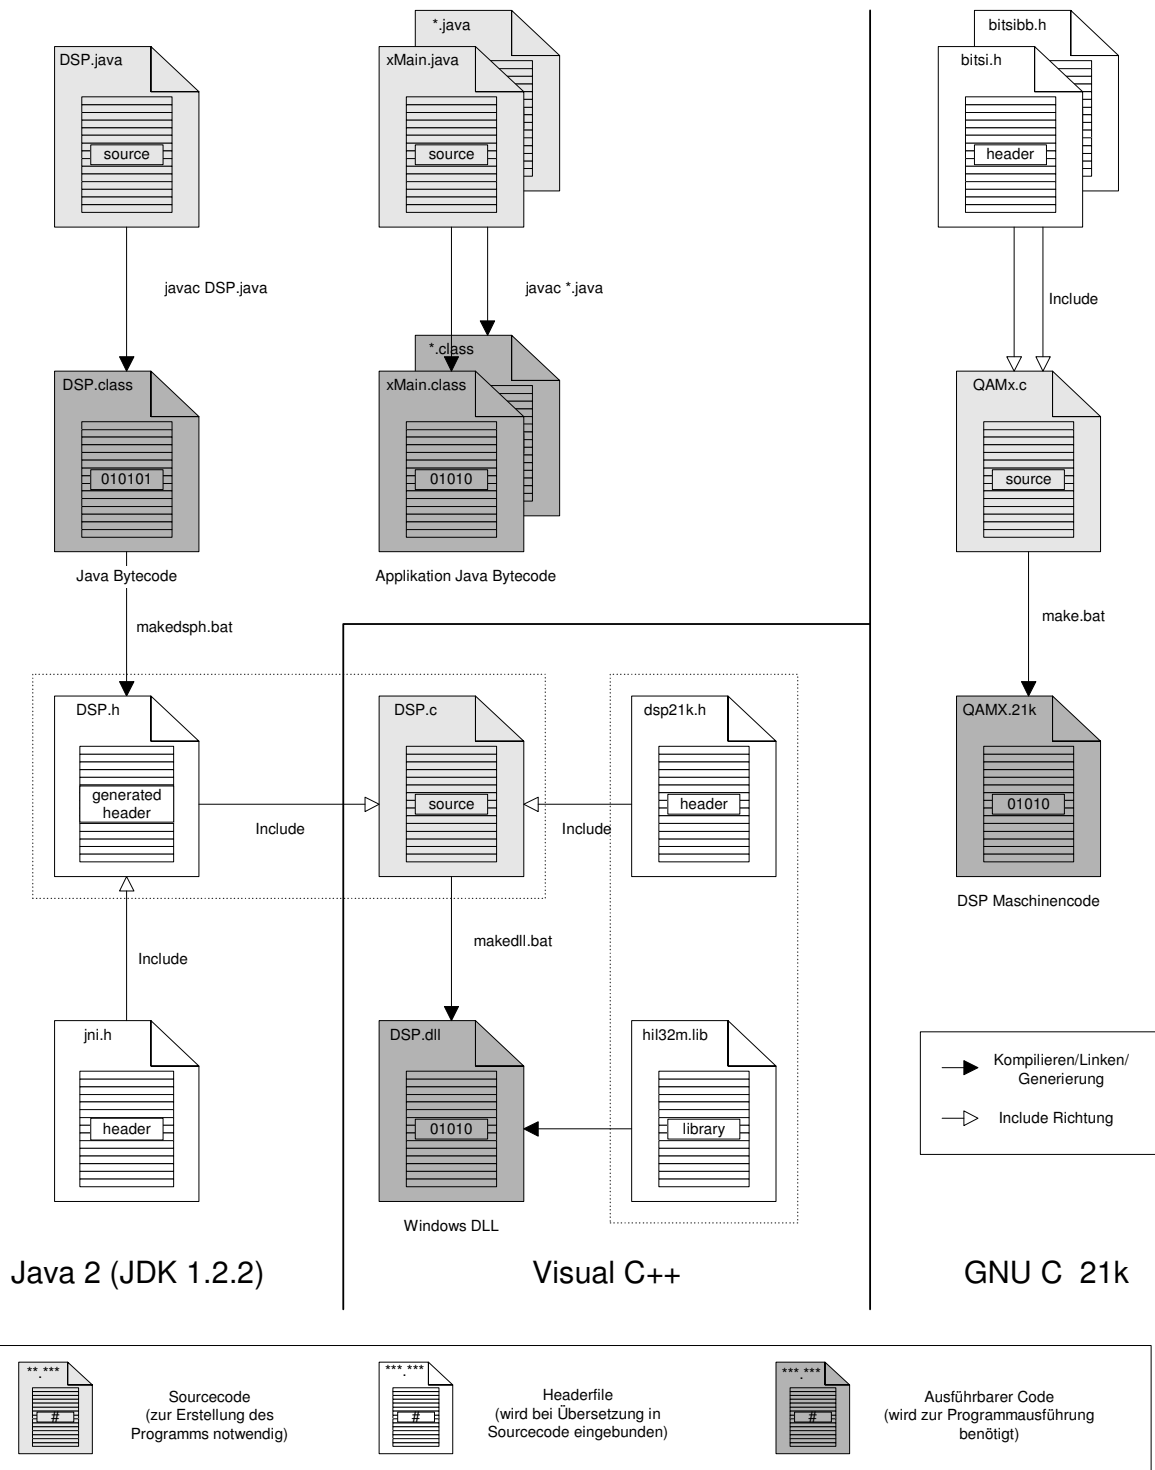 *.java
bitsibb.h
DSP.java
xMain.java
bitsi.h
source
source
header
javac DSP.java
javac *.java
Include
*.class
DSP.class
xMain.class
QAMx.c
010101
01010
source
Java Bytecode
Applikation Java Bytecode
makedsph.bat
make.bat
DSP.h
DSP.c
dsp21k.h
QAMX.21k
generated
header
source
header
01010
Include
Include
DSP Maschinencode
makedll.bat
Include
jni.h
DSP.dll
hil32m.lib
header
01010
library
Kompilieren/Linken/
Generierung
Include Richtung
Windows DLL
Java 2 (JDK 1.2.2)
Visual C++
GNU C 21k
**.***
#
Sourcecode
(zur Erstellung des
Programms notwendig)
***.***
#
Headerfile
(wird bei Übersetzung in
Sourcecode eingebunden)
***.***
#
Ausführbarer Code
(wird zur Programmausführung
benötigt)